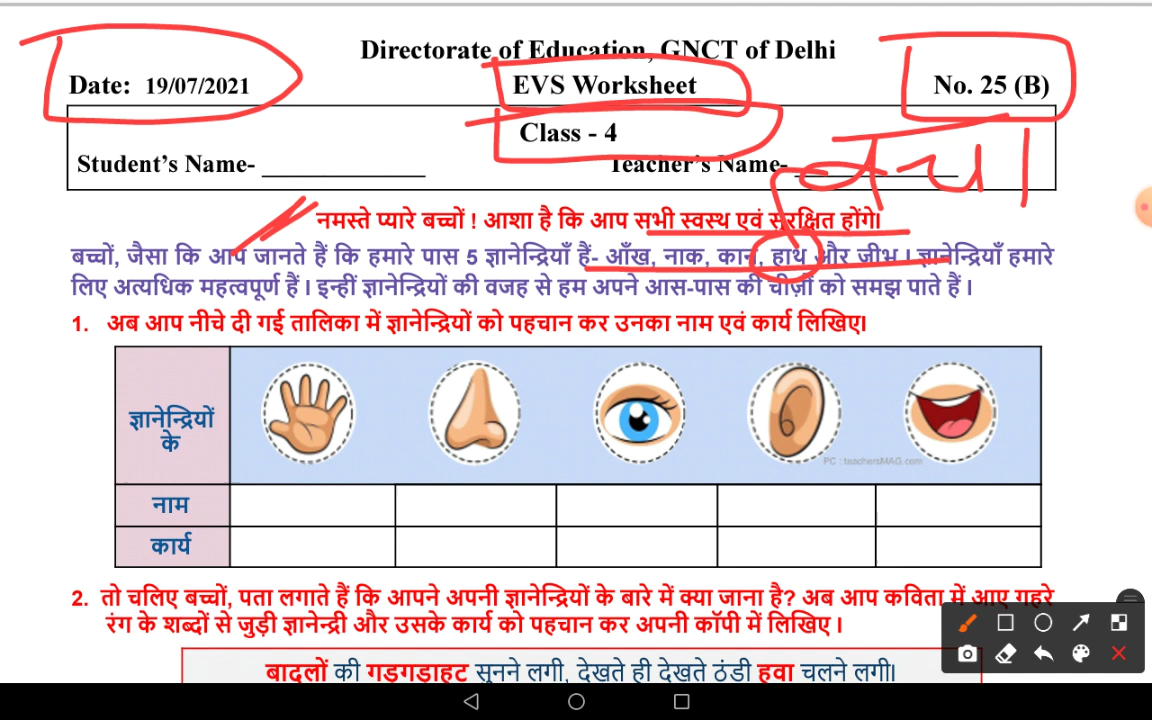 Directorate of Education, GNCT of Delhi
Date: 19/07/2021 EVS Worksheet No. 25 (B)
Class - 4
Student's Name- _____________ Teacher's Name- _____________
त्वचा
नमस्ते प्यारे बच्चों ! आशा है कि आप सभी स्वस्थ एवं सुरक्षित होंगे।
बच्चों, जैसा कि आप जानते हैं कि हमारे पास 5 ज्ञानेन्द्रियाँ हैं- आँख, नाक, कान, हाथ और जीभ । ज्ञानेन्द्रियाँ हमारे
लिए अत्यधिक महत्वपूर्ण हैं । इन्हीं ज्ञानेन्द्रियों की वजह से हम अपने आस-पास की चीज़ों को समझ पाते हैं ।
1. अब आप नीचे दी गई तालिका में ज्ञानेन्द्रियों को पहचान कर उनका नाम एवं कार्य लिखिए।
ज्ञानेन्द्रियों
के
PC : teachersMAG.com
नाम
कार्य
2. तो चलिए बच्चों, पता लगाते हैं कि आपने अपनी ज्ञानेन्द्रियों के बारे में क्या जाना है? अब आप कविता में आए गहरे
रंग के शब्दों से जुड़ी ज्ञानेन्द्री और उसके कार्य को पहचान कर अपनी कॉपी में लिखिए ।
बादलों की गडगडाहट सुनने लगी, देखते ही देखते ठंडी हवा चलने लगी।